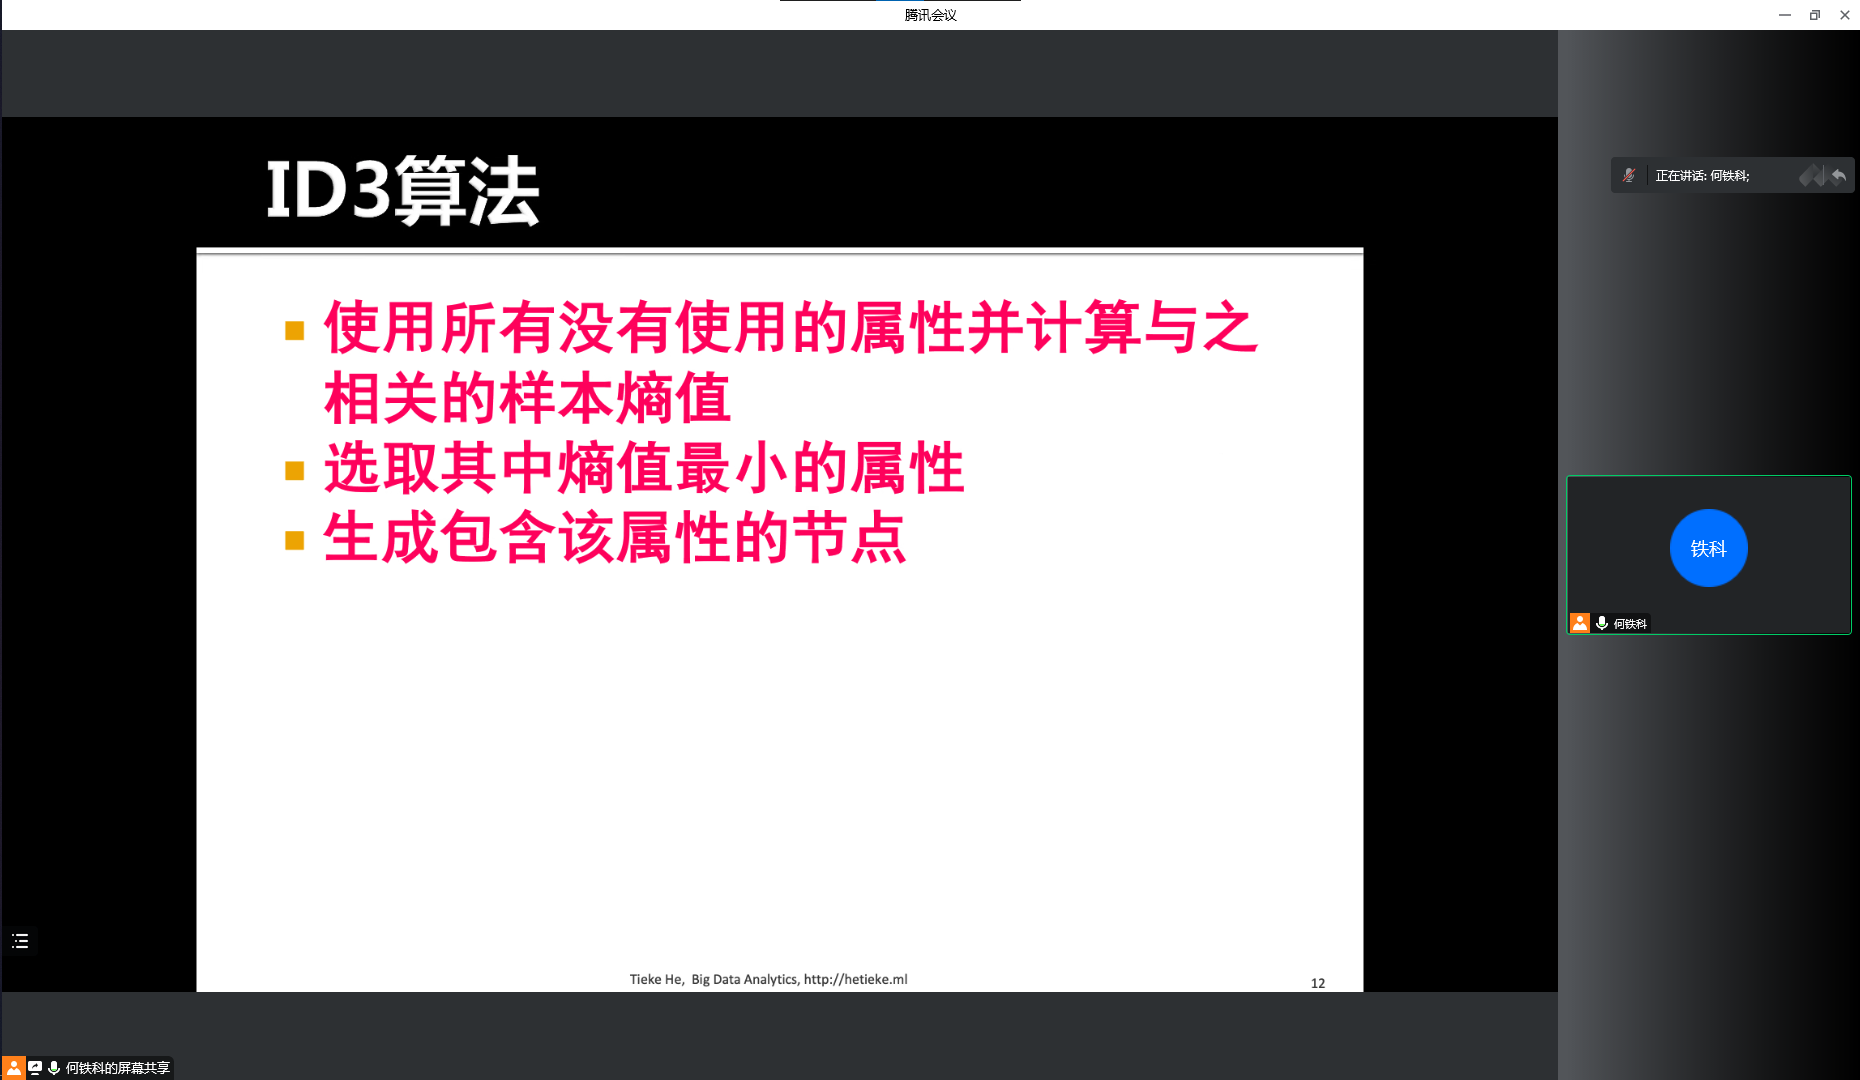 腾讯会议
ID3算法
使用所有没有使用的属性并计算与之
相关的样本熵值
选取其中熵值最小的属性
生成包含该属性的节点
Tieke He, Big Data Analytics, http://hetieke.ml
12
正在讲话: 何铁科;
铁科
何铁科
何铁科的屏幕共享